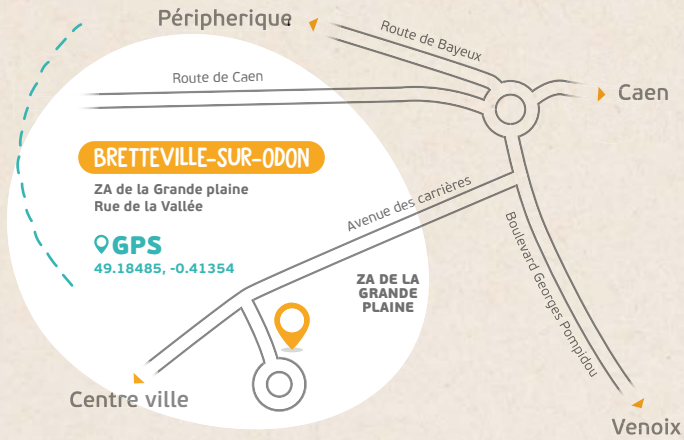 Péripherique
Route de Bayeux
Route de Caen
Caen
BRETTEVILLE-SUR-ODON
ZA de la Grande plaine
Rue de la Vallée
GPS
49.18485, -0.41354
Avenue des carrières
ZA DE LA
GRANDE
PLAINE
Boulevard Georges Pompidou
Centre ville
Venoix